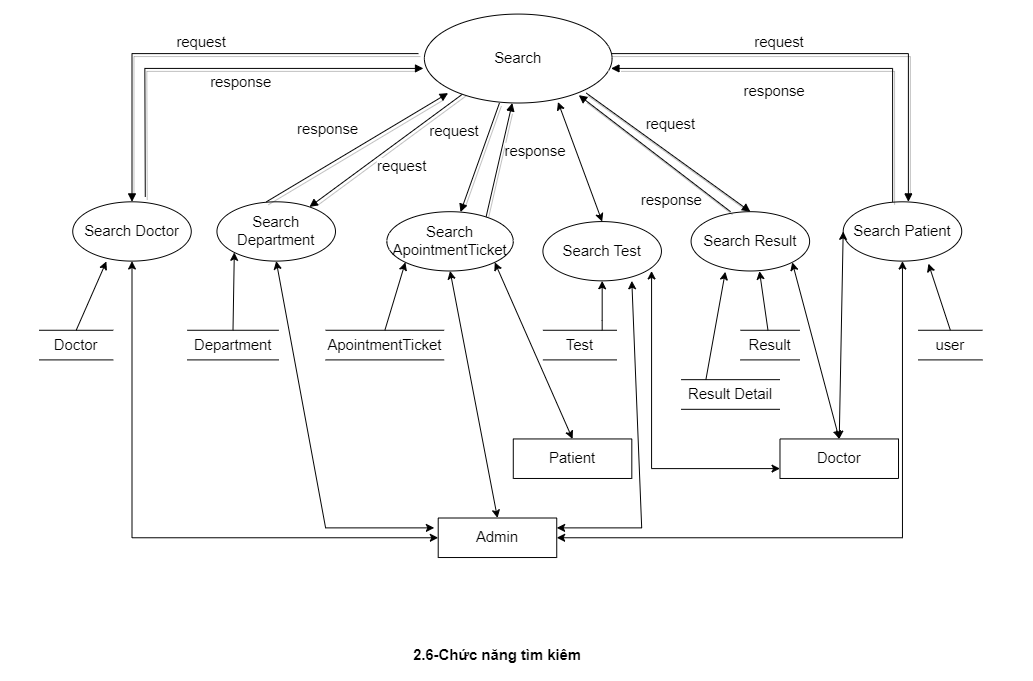 request
Search
request
response
response
response
request
request
request
response
response
Search Doctor
Search
Department
Search
ApointmentTicket
Search Test
Search Result
Search Patient
Doctor
Department
ApointmentTicket
Test
Result
user
Result Detail
Patient
Doctor
Admin
2.6-Chức năng tìm kiêm